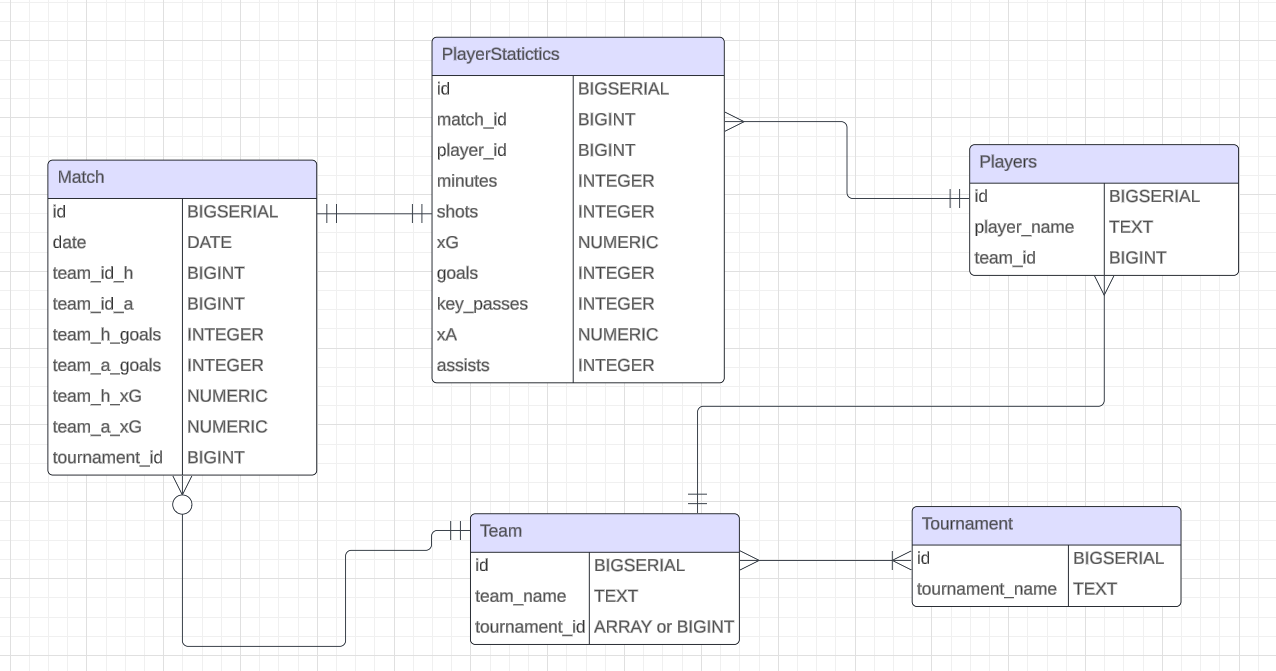 PlayerStatictics
id BIGSERIAL
match_id BIGINT
player_id BIGINT
minutes INTEGER
shots INTEGER
xG NUMERIC
goals INTEGER
key_passes INTEGER
xA NUMERIC
assists INTEGER
Match
id BIGSERIAL
date DATE
team_id_h BIGINT
team_id_a BIGINT
team_h_goals INTEGER
team_a_goals INTEGER
team_h_xG NUMERIC
team_a_xG NUMERIC
tournament_id BIGINT
Players
id BIGSERIAL
player_name TEXT
team_id BIGINT
Team
id BIGSERIAL
team_name TEXT
tournament_id ARRAY or BIGINT
Tournament
id BIGSERIAL
tournament_name TEXT